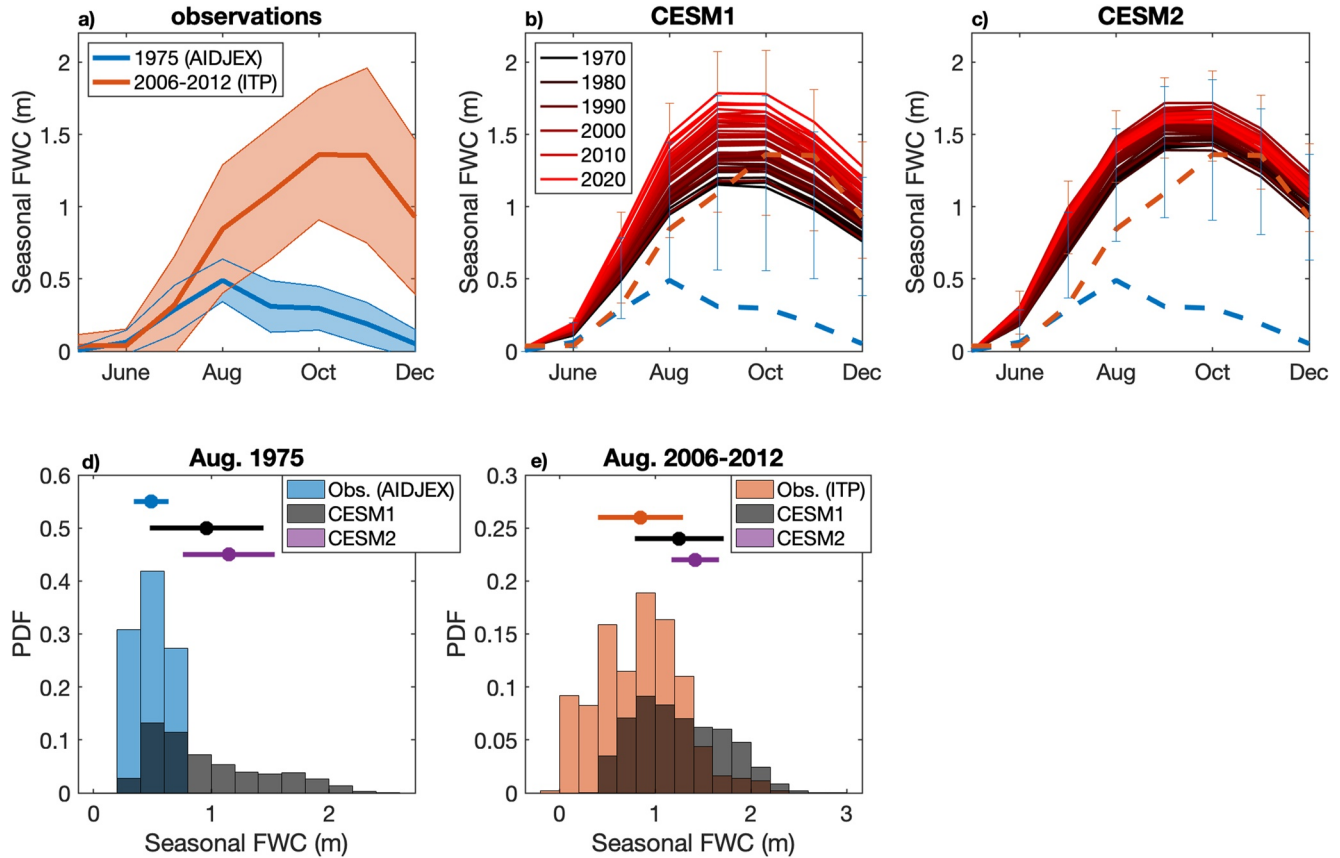 a) observations
Seasonal FWC (m)
2
1.5
1
0.5
0
1975 (AIDJEX)
2006-2012 (ITP)
June Aug Oct Dec
b) CESM1
Seasonal FWC (m)
2
1.5
1
0.5
0
1970
1980
1990
2000
2010
2020
June Aug Oct Dec
c) CESM2
Seasonal FWC (m)
2
1.5
1
0.5
0
June Aug Oct Dec
d) Aug. 1975
PDF
0.6
0.5
0.4
0.3
0.2
0.1
0
Obs. (AIDJEX)
CESM1
CESM2
0 1 2
Seasonal FWC (m)
e) Aug. 2006-2012
PDF
0.3
0.25
0.2
0.15
0.1
0.05
0
Obs. (ITP)
CESM1
CESM2
0 1 2 3
Seasonal FWC (m)